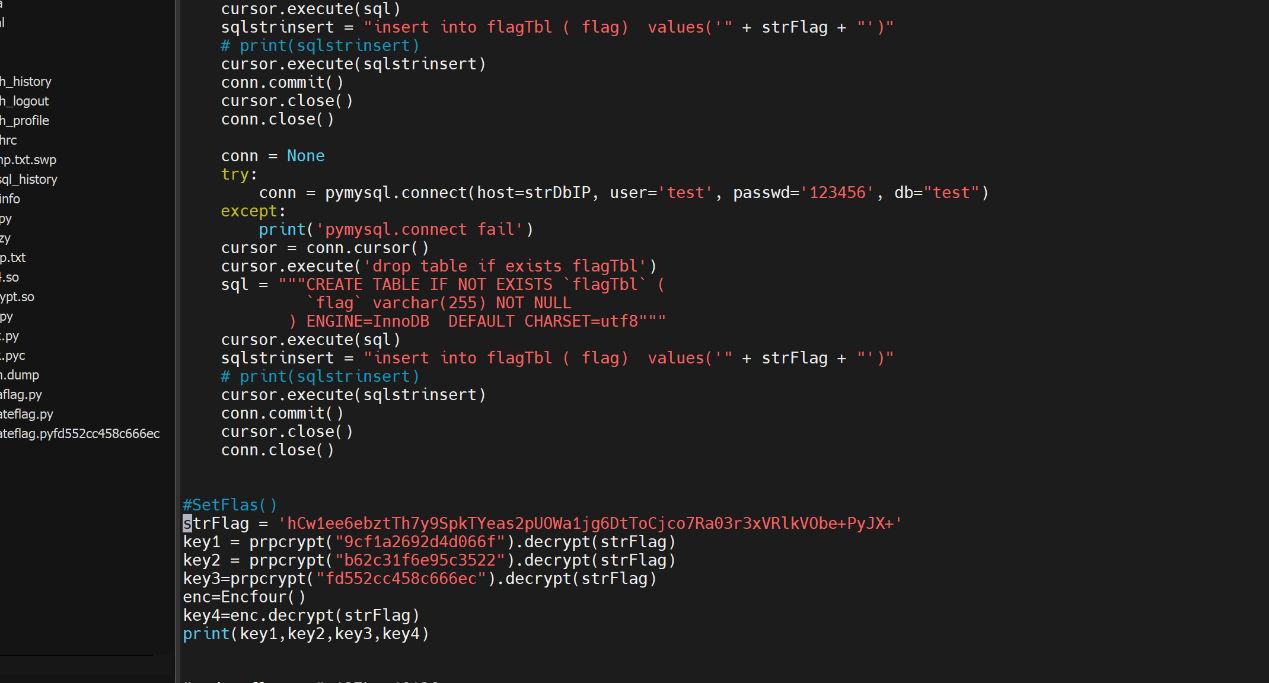 cursor.execute(sql)
sqlstrinsert = "insert into flagTbl ( flag)  values('" + strFlag + "')"
# print(sqlstrinsert)
cursor.execute(sqlstrinsert)
conn.commit()
cursor.close()
conn.close()
conn = None
try:
conn = pymysql.connect(host=strDbIP, user='test', passwd='123456', db="test")
except:
print('pymysql.connect fail')
cursor = conn.cursor()
cursor.execute('drop table if exists flagTbl')
sql = """CREATE TABLE IF NOT EXISTS `flagTbl` (
`flag` varchar(255) NOT NULL
) ENGINE=InnoDB  DEFAULT CHARSET=utf8"""
cursor.execute(sql)
sqlstrinsert = "insert into flagTbl ( flag)  values('" + strFlag + "')"
# print(sqlstrinsert)
cursor.execute(sqlstrinsert)
conn.commit()
cursor.close()
conn.close()
#SetFlas()
strFlag = 'hCw1ee6ebztTh7y9SpkTYeas2pUOWa1jg6DtToCjco7Ra03r3xVRlkVObe+PyJX+'
key1 = prpcrypt("9cf1a2692d4d066f").decrypt(strFlag)
key2 = prpcrypt("b62c31f6e95c3522").decrypt(strFlag)
key3=prpcrypt("fd552cc458c666ec").decrypt(strFlag)
enc=Encfour()
key4=enc.decrypt(strFlag)
print(key1,key2,key3,key4)
h_history
h_logout
h_profile
hrc
np.txt.swp
sql_history
info
py
zy
p.txt
.so
ypt.so
py
.py
.pyc
n.dump
aflag.py
ateflag.py
ateflag.pyfd552cc458c666ec